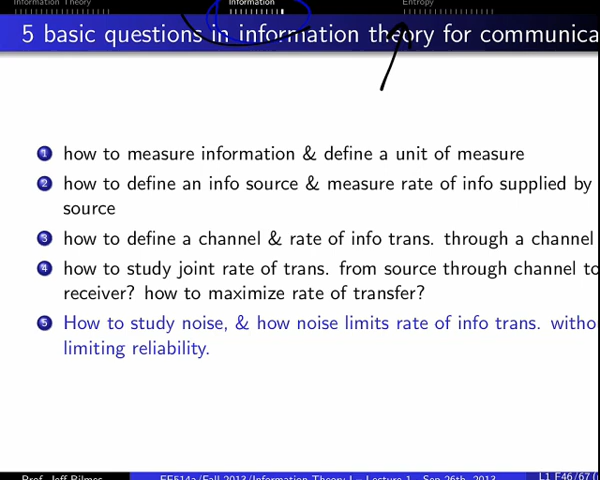 Information Theory Information Entropy
5 basic questions in information theory for communica
1 how to measure information & define a unit of measure
2 how to define an info source & measure rate of info supplied by
source
3 how to define a channel & rate of info trans. through a channel
4 how to study joint rate of trans. from source through channel to
receiver? how to maximize rate of transfer?
5 How to study noise, & how noise limits rate of info trans. witho
limiting reliability.
Prof. Jeff Bilmes EE514a/Fall 2013/Information Theory I – Lecture 1 - Sep 26th, 2013 L1 F46/67 (